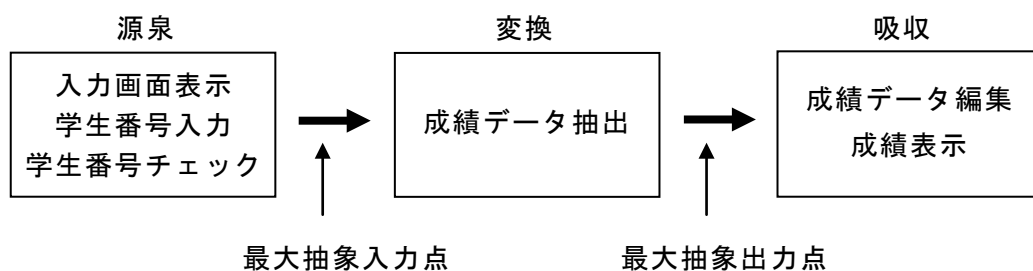 源泉
変換
吸収
入力画面表示
学生番号入力
学生番号チェック
成績データ抽出
成績データ編集
成績表示
最大抽象入力点
最大抽象出力点